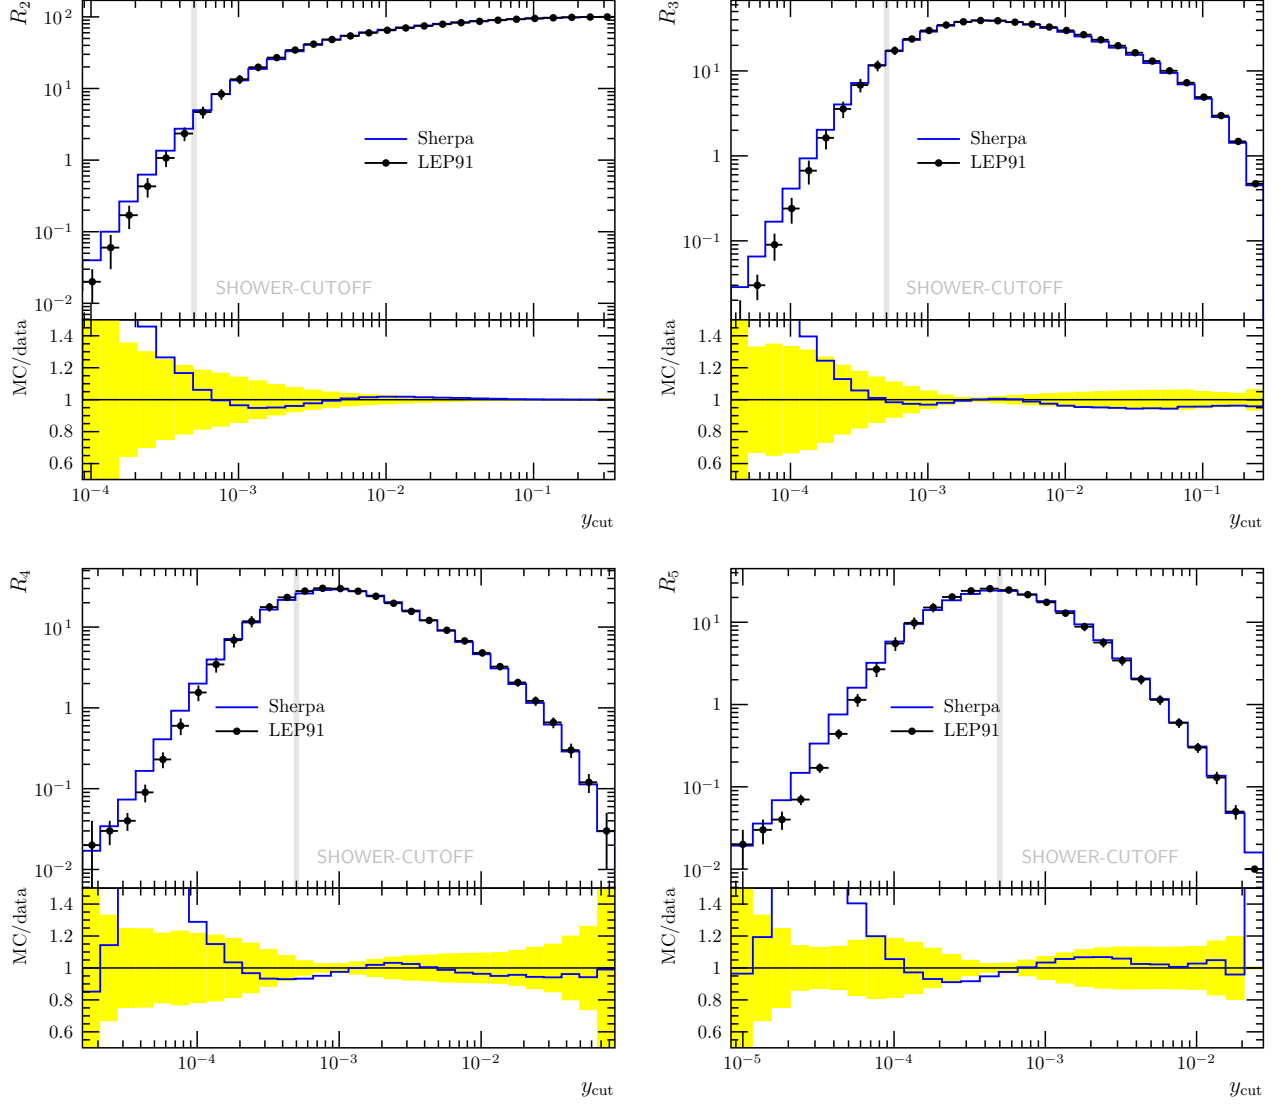 R2
10^2
10^1
1
10^−1
10^−2
Sherpa
LEP91
SHOWER-CUTOFF
MC/data
1.4
1.2
1
0.8
0.6
10^−4
10^−3
10^−2
10^−1
y_cut
R3
10^1
1
10^−1
Sherpa
LEP91
SHOWER-CUTOFF
MC/data
1.4
1.2
1
0.8
0.6
10^−4
10^−3
10^−2
10^−1
y_cut
R4
10^1
1
10^−1
10^−2
Sherpa
LEP91
SHOWER-CUTOFF
MC/data
1.4
1.2
1
0.8
0.6
10^−4
10^−3
10^−2
y_cut
R5
10^1
1
10^−1
10^−2
Sherpa
LEP91
SHOWER-CUTOFF
MC/data
1.4
1.2
1
0.8
0.6
10^−5
10^−4
10^−3
10^−2
y_cut